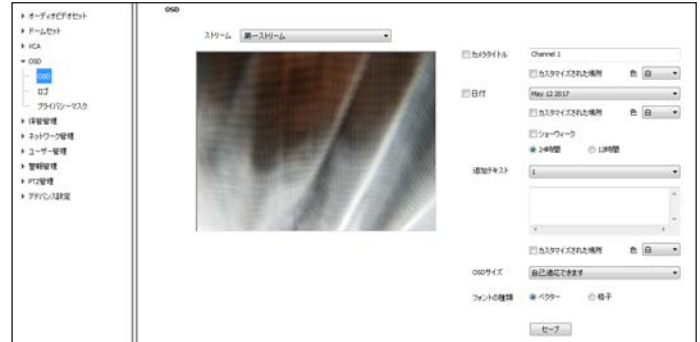 オーディオビデオセット
ドームセット
VCA
OSD
OSD
ロゴ
プライバシーマスク
保管管理
ネットワーク管理
ユーザー管理
警報管理
PTZ管理
アドバンス設定
OSD
ストリーム 第一ストリーム
カメラタイトル Channel 1
カスタマイズされた場所 色 白
日付 May 12 2017
カスタマイズされた場所 色 白
ショーウィーク
24時間 12時間
追加テキスト 1
カスタマイズされた場所 色 白
OSDサイズ 自己適応できます
フォントの種類 ベクター 格子
セーブ